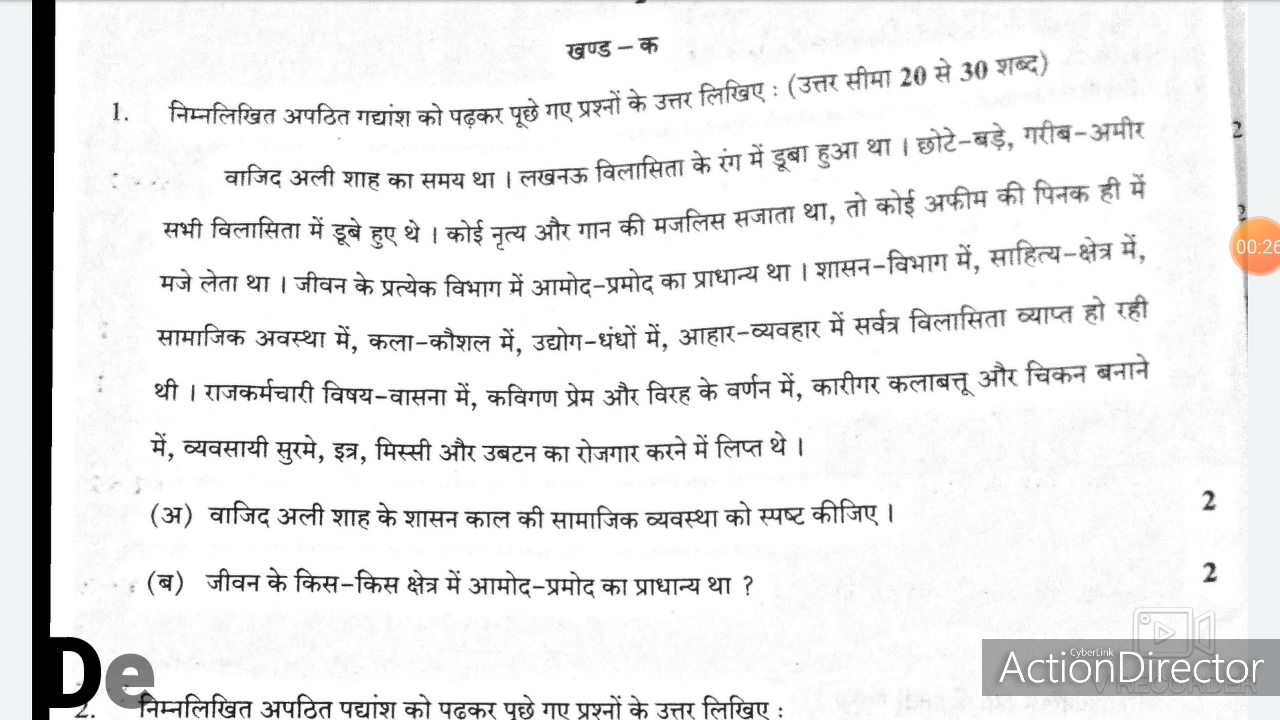 खण्ड – क
1. निम्नलिखित अपठित गद्यांश को पढ़कर पूछे गए प्रश्नों के उत्तर लिखिए : (उत्तर सीमा 20 से 30 शब्द)
2
वाजिद अली शाह का समय था । लखनऊ विलासिता के रंग में डूबा हुआ था । छोटे-बड़े, गरीब-अमीर
सभी विलासिता में डूबे हुए थे । कोई नृत्य और गान की मजलिस सजाता था, तो कोई अफीम की पिनक ही में
2
00:26
मजे लेता था । जीवन के प्रत्येक विभाग में आमोद-प्रमोद का प्राधान्य था । शासन-विभाग में, साहित्य-क्षेत्र में,
सामाजिक अवस्था में, कला-कौशल में, उद्योग-धंधों में, आहार-व्यवहार में सर्वत्र विलासिता व्याप्त हो रही
थी । राजकर्मचारी विषय-वासना में, कविगण प्रेम और विरह के वर्णन में, कारीगर कलाबत्तू और चिकन बनाने
में, व्यवसायी सुरमे, इत्र, मिस्सी और उबटन का रोजगार करने में लिप्त थे ।
(अ) वाजिद अली शाह के शासन काल की सामाजिक व्यवस्था को स्पष्ट कीजिए । 2
(ब) जीवन के किस-किस क्षेत्र में आमोद-प्रमोद का प्राधान्य था ? 2
De
CyberLink
ActionDirector
2. निम्नलिखित अपठित पद्यांश को पढ़कर पूछे गए प्रश्नों के उत्तर लिखिए :